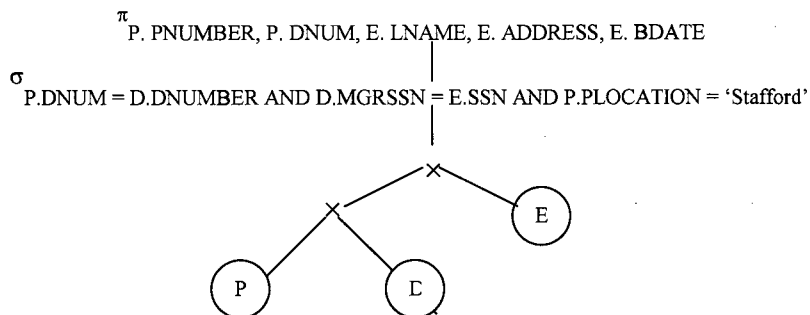 π P. PNUMBER, P. DNUM, E. LNAME, E. ADDRESS, E. BDATE
σ P.DNUM = D.DNUMBER AND D.MGRSSN = E.SSN AND P.PLOCATION = ‘Stafford’
×
× E
P D